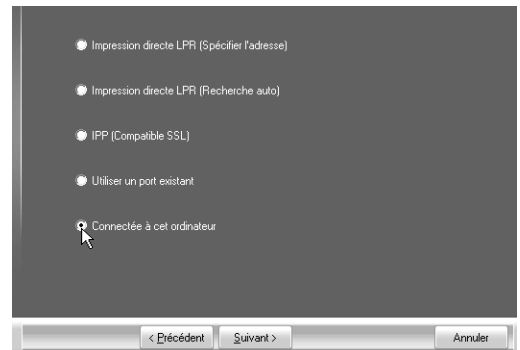 Impression directe LPR (Spécifier l'adresse)
Impression directe LPR (Recherche auto)
IPP (Compatible SSL)
Utiliser un port existant
Connectée à cet ordinateur
< Précédent Suivant > Annuler